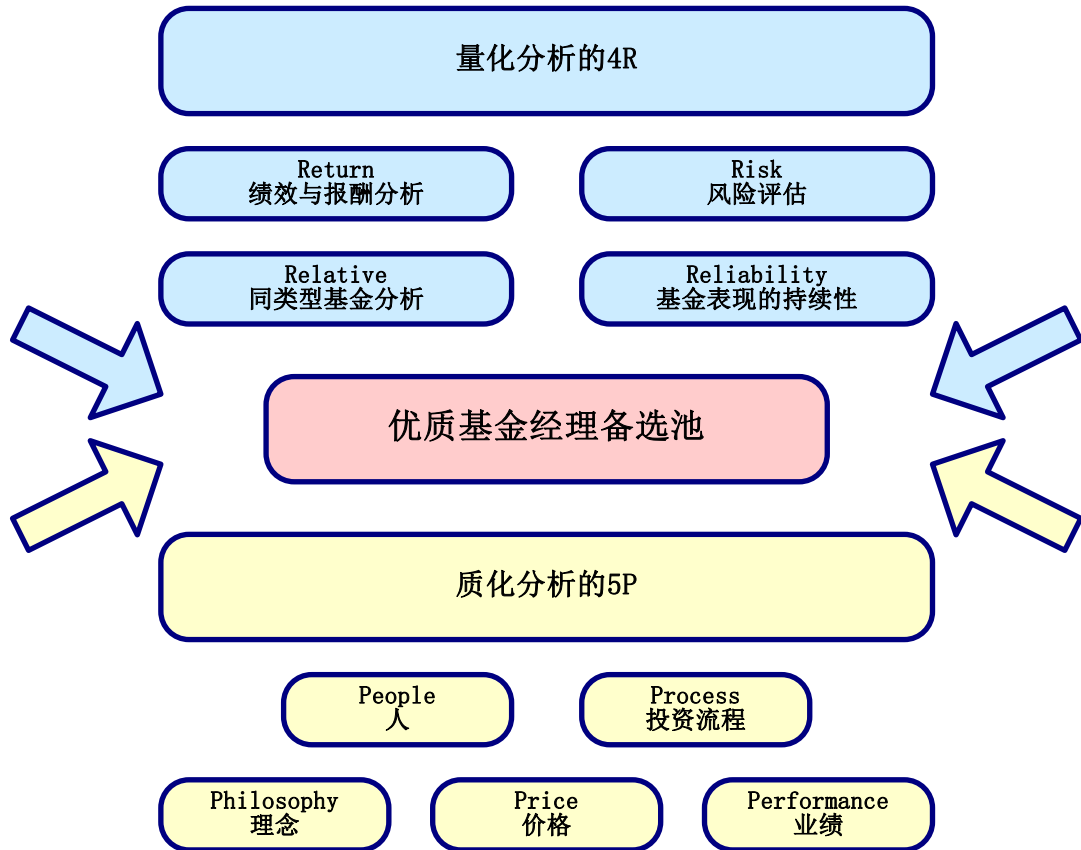 量化分析的4R
Return
绩效与报酬分析
Risk
风险评估
Relative
同类型基金分析
Reliability
基金表现的持续性
优质基金经理备选池
质化分析的5P
People
人
Process
投资流程
Philosophy
理念
Price
价格
Performance
业绩